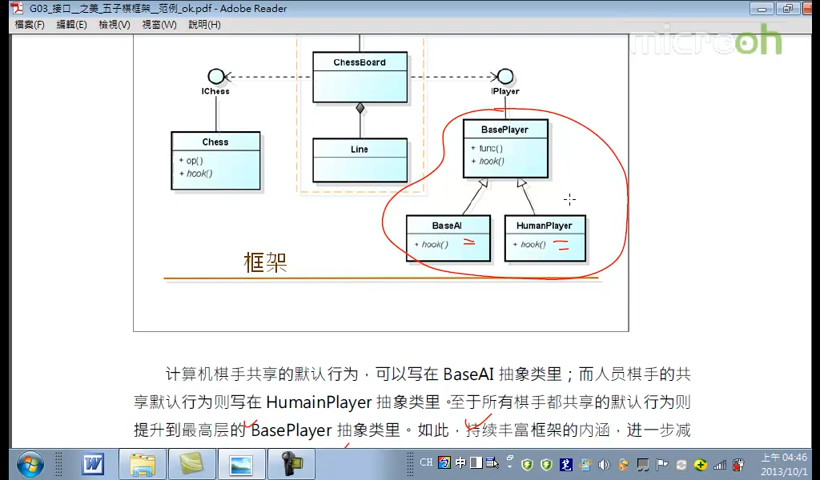 G03_接口__之美_五子棋框架__范例_ok.pdf - Adobe Reader
檔案(F) 編輯(E) 檢視(V) 視窗(W) 說明(H)
microoh
ChessBoard
IChess
IPlayer
Chess
+ op()
+ hook()
Line
BasePlayer
+ func()
+ hook()
BaseAI
+ hook()
HumanPlayer
+ hook()
框架
计算机棋手共享的默认行为，可以写在 BaseAI 抽象类里；而人员棋手的共
享默认行为则写在 HumainPlayer 抽象类里。至于所有棋手都共享的默认行为则
提升到最高层的 BasePlayer 抽象类里。如此，持续丰富框架的内涵，进一步减
CH 中
上午 04:46
2013/10/1